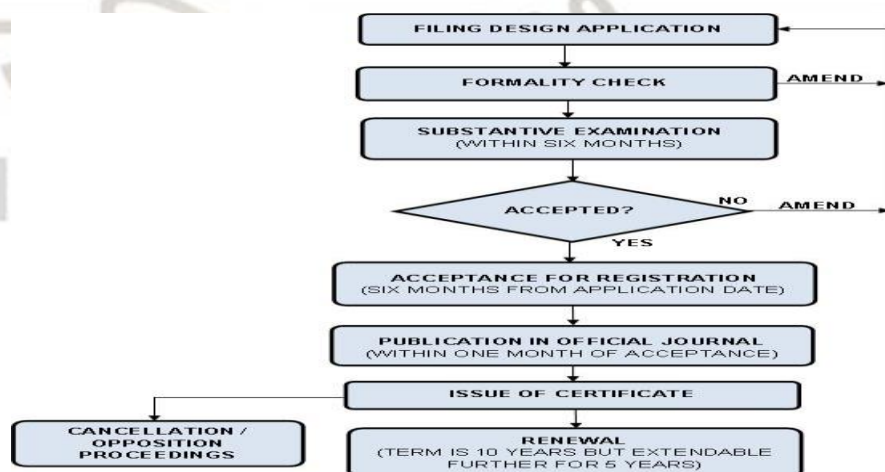 FILING DESIGN APPLICATION
FORMALITY CHECK
AMEND
SUBSTANTIVE EXAMINATION
(WITHIN SIX MONTHS)
ACCEPTED?
NO
AMEND
YES
ACCEPTANCE FOR REGISTRATION
(SIX MONTHS FROM APPLICATION DATE)
PUBLICATION IN OFFICIAL JOURNAL
(WITHIN ONE MONTH OF ACCEPTANCE)
ISSUE OF CERTIFICATE
CANCELLATION /
OPPOSITION
PROCEEDINGS
RENEWAL
(TERM IS 10 YEARS BUT EXTENDABLE
FURTHER FOR 5 YEARS)